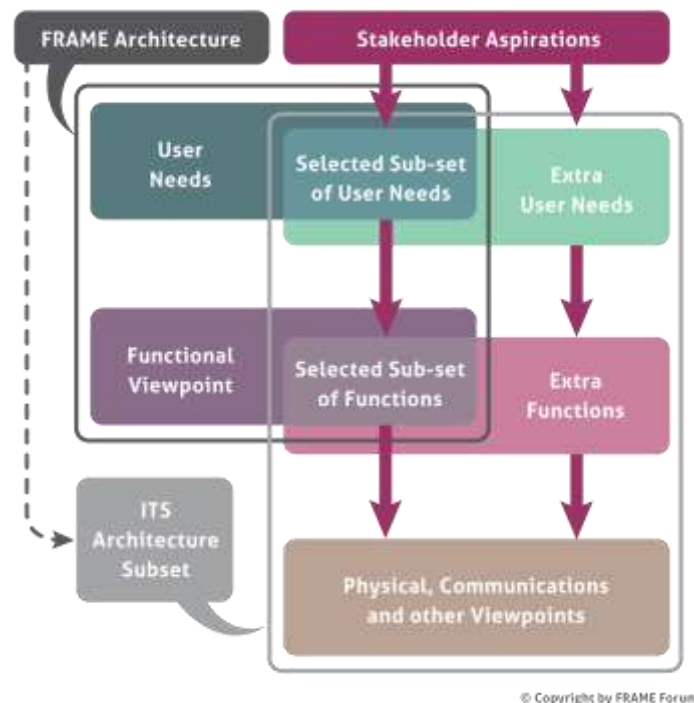 FRAME Architecture
Stakeholder Aspirations
User
Needs
Selected Sub-set
of User Needs
Extra
User Needs
Functional
Viewpoint
Selected Sub-set
of Functions
Extra
Functions
ITS
Architecture
Subset
Physical, Communications
and other Viewpoints
© Copyright by FRAME Forum